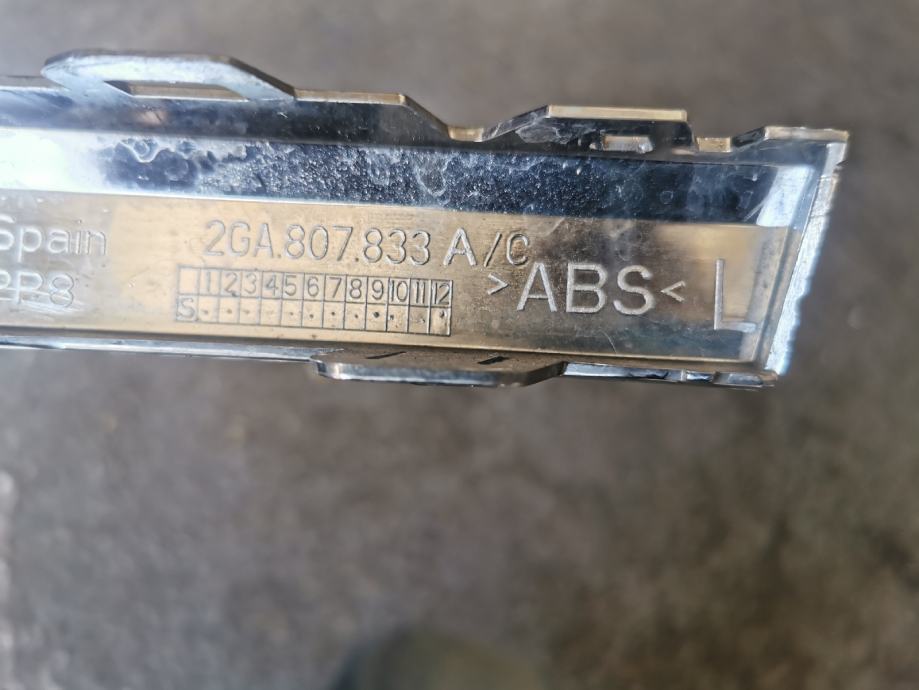 Spain 2GA.807.833 A/C
>ABS< L
1 2 3 4 5 6 7 8 9 10 11 12
S